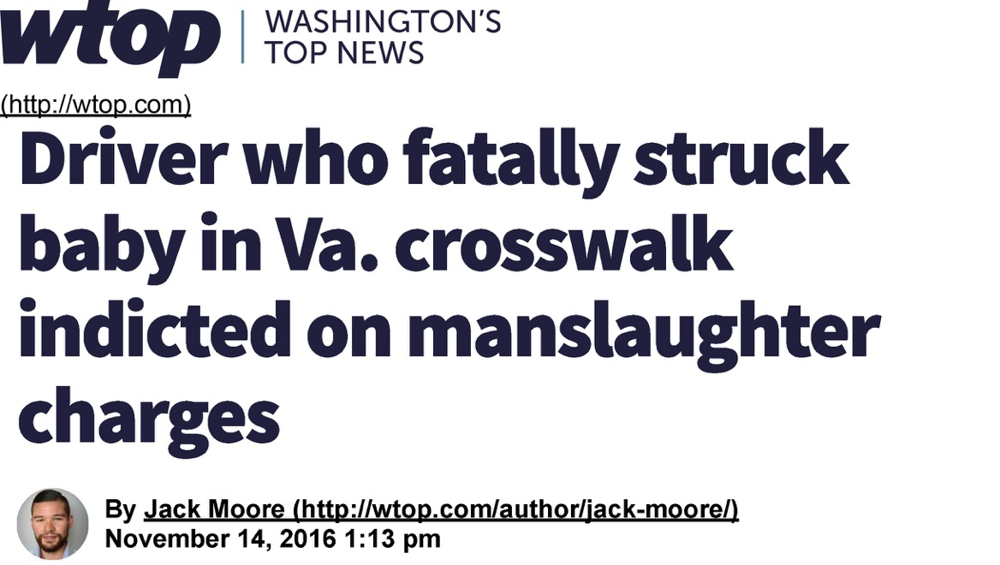 wtop | WASHINGTON'S
TOP NEWS
(http://wtop.com)
Driver who fatally struck
baby in Va. crosswalk
indicted on manslaughter
charges
By Jack Moore (http://wtop.com/author/jack-moore/)
November 14, 2016 1:13 pm